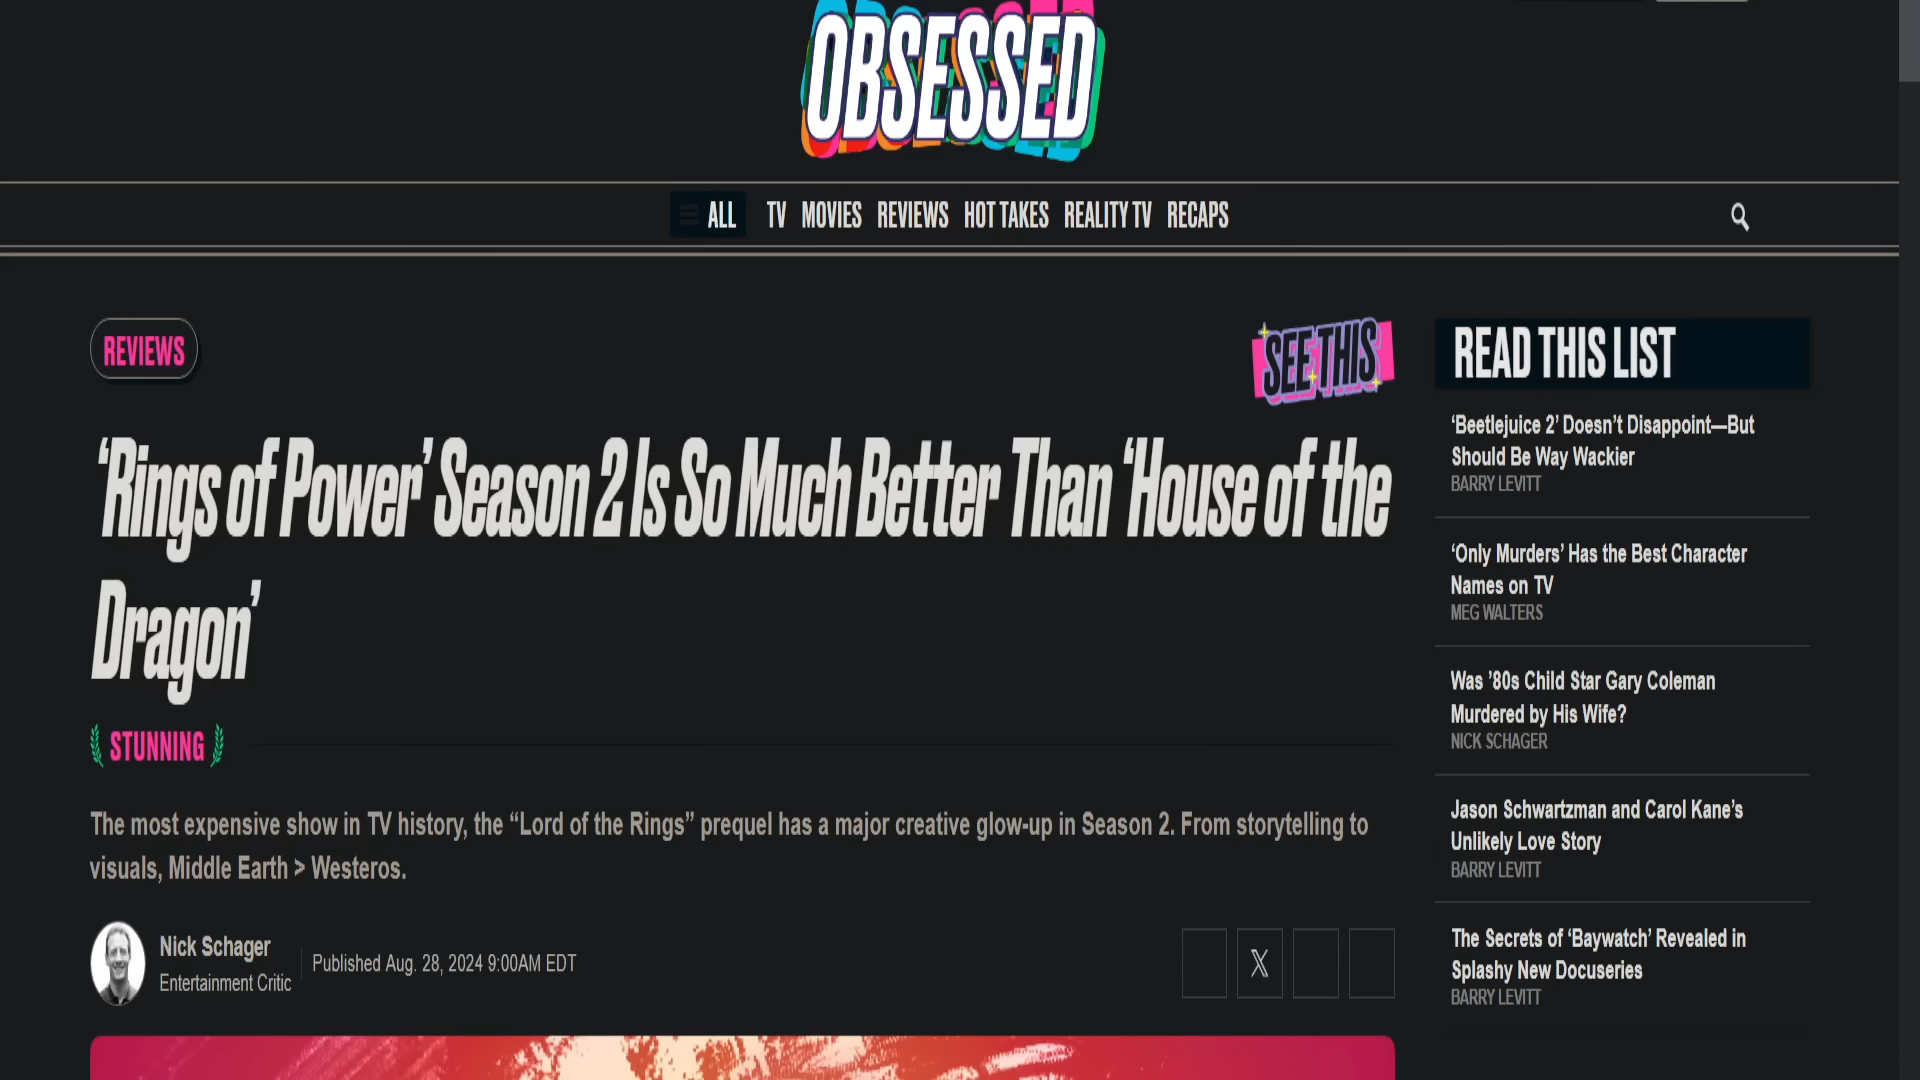 OBSESSED
ALL TV MOVIES REVIEWS HOT TAKES REALITY TV RECAPS
REVIEWS
SEE THIS
‘Rings of Power’ Season 2 Is So Much Better Than ‘House of the
Dragon’
STUNNING
The most expensive show in TV history, the “Lord of the Rings” prequel has a major creative glow-up in Season 2. From storytelling to
visuals, Middle Earth > Westeros.
Nick Schager
Entertainment Critic
Published Aug. 28, 2024 9:00AM EDT
X
READ THIS LIST
‘Beetlejuice 2’ Doesn’t Disappoint—But
Should Be Way Wackier
BARRY LEVITT
‘Only Murders’ Has the Best Character
Names on TV
MEG WALTERS
Was ’80s Child Star Gary Coleman
Murdered by His Wife?
NICK SCHAGER
Jason Schwartzman and Carol Kane’s
Unlikely Love Story
BARRY LEVITT
The Secrets of ‘Baywatch’ Revealed in
Splashy New Docuseries
BARRY LEVITT